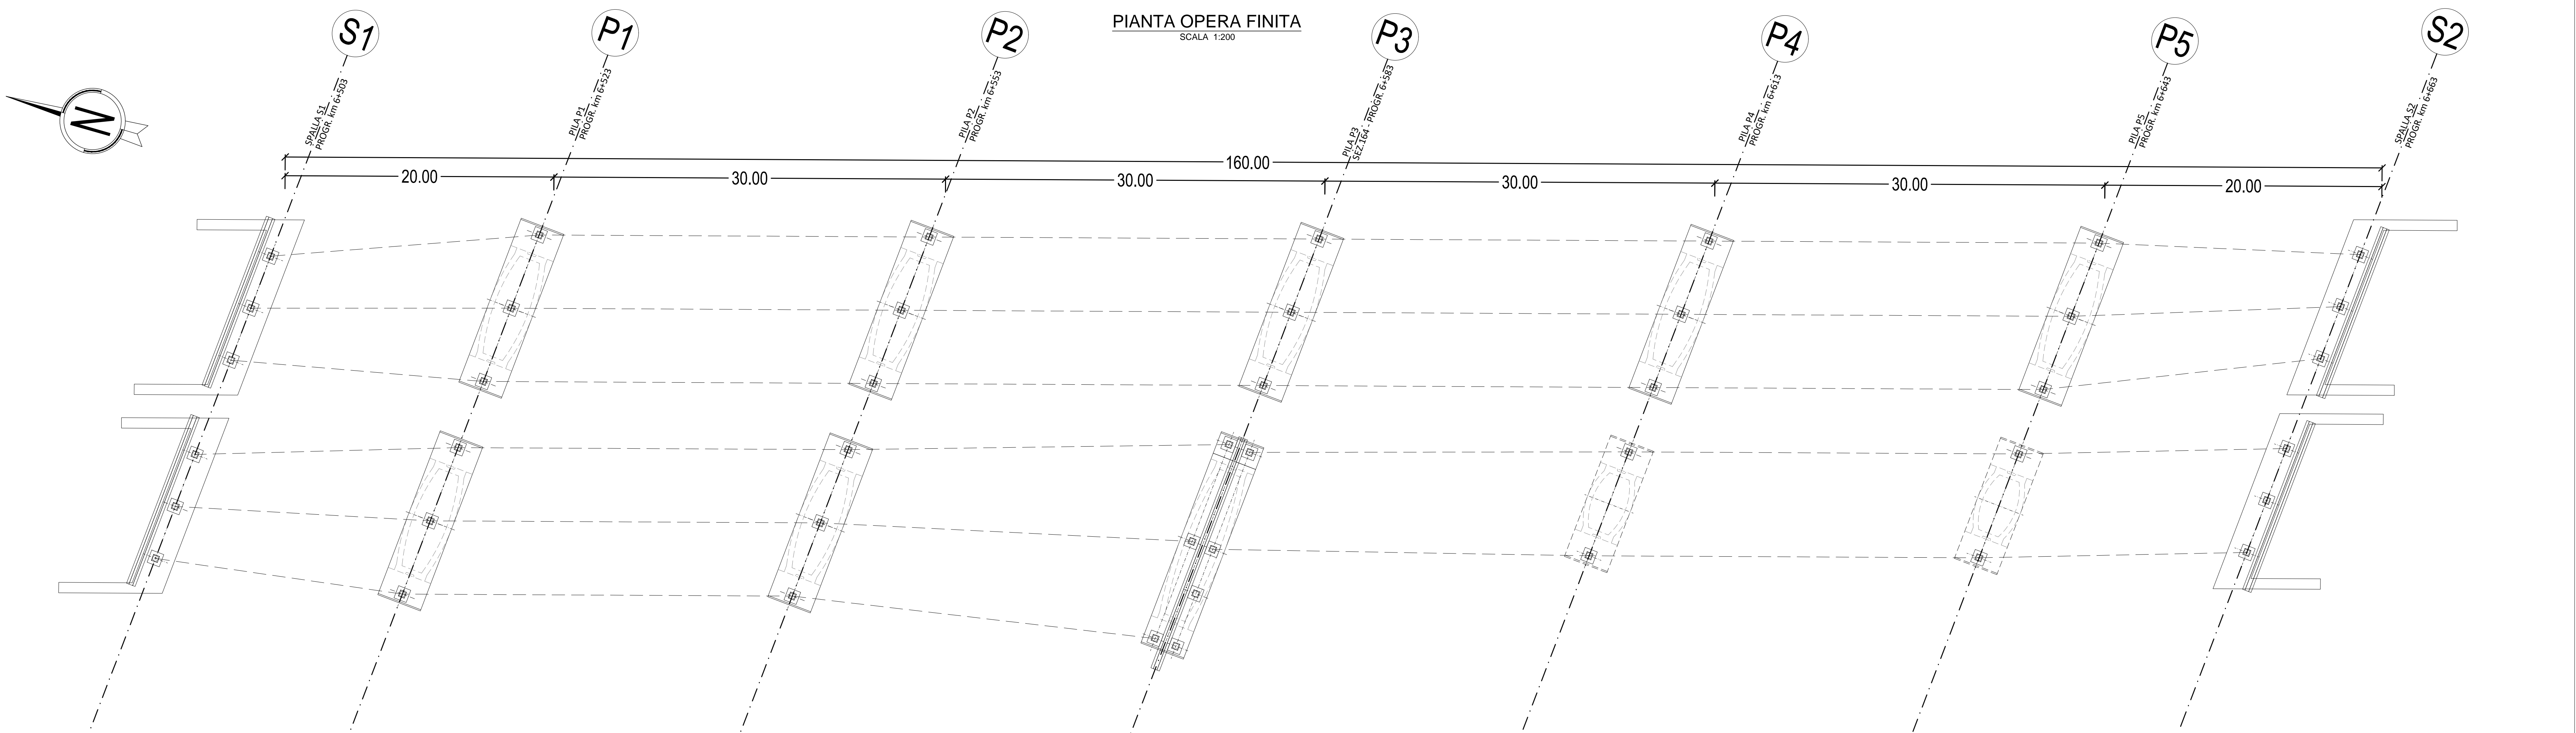 PIANTA OPERA FINITA
SCALA 1:200
S1
P1
P2
P3
P4
P5
S2
N
SPALLA S1
PROGR. km 6+503
PILA P1
PROGR. km 6+523
PILA P2
PROGR. km 6+553
PILA P3
SEZ.164 - PROGR. 6+583
PILA P4
PROGR. km 6+613
PILA P5
PROGR. km 6+643
SPALLA S2
PROGR. km 6+663
160.00
20.00
30.00
30.00
30.00
30.00
20.00